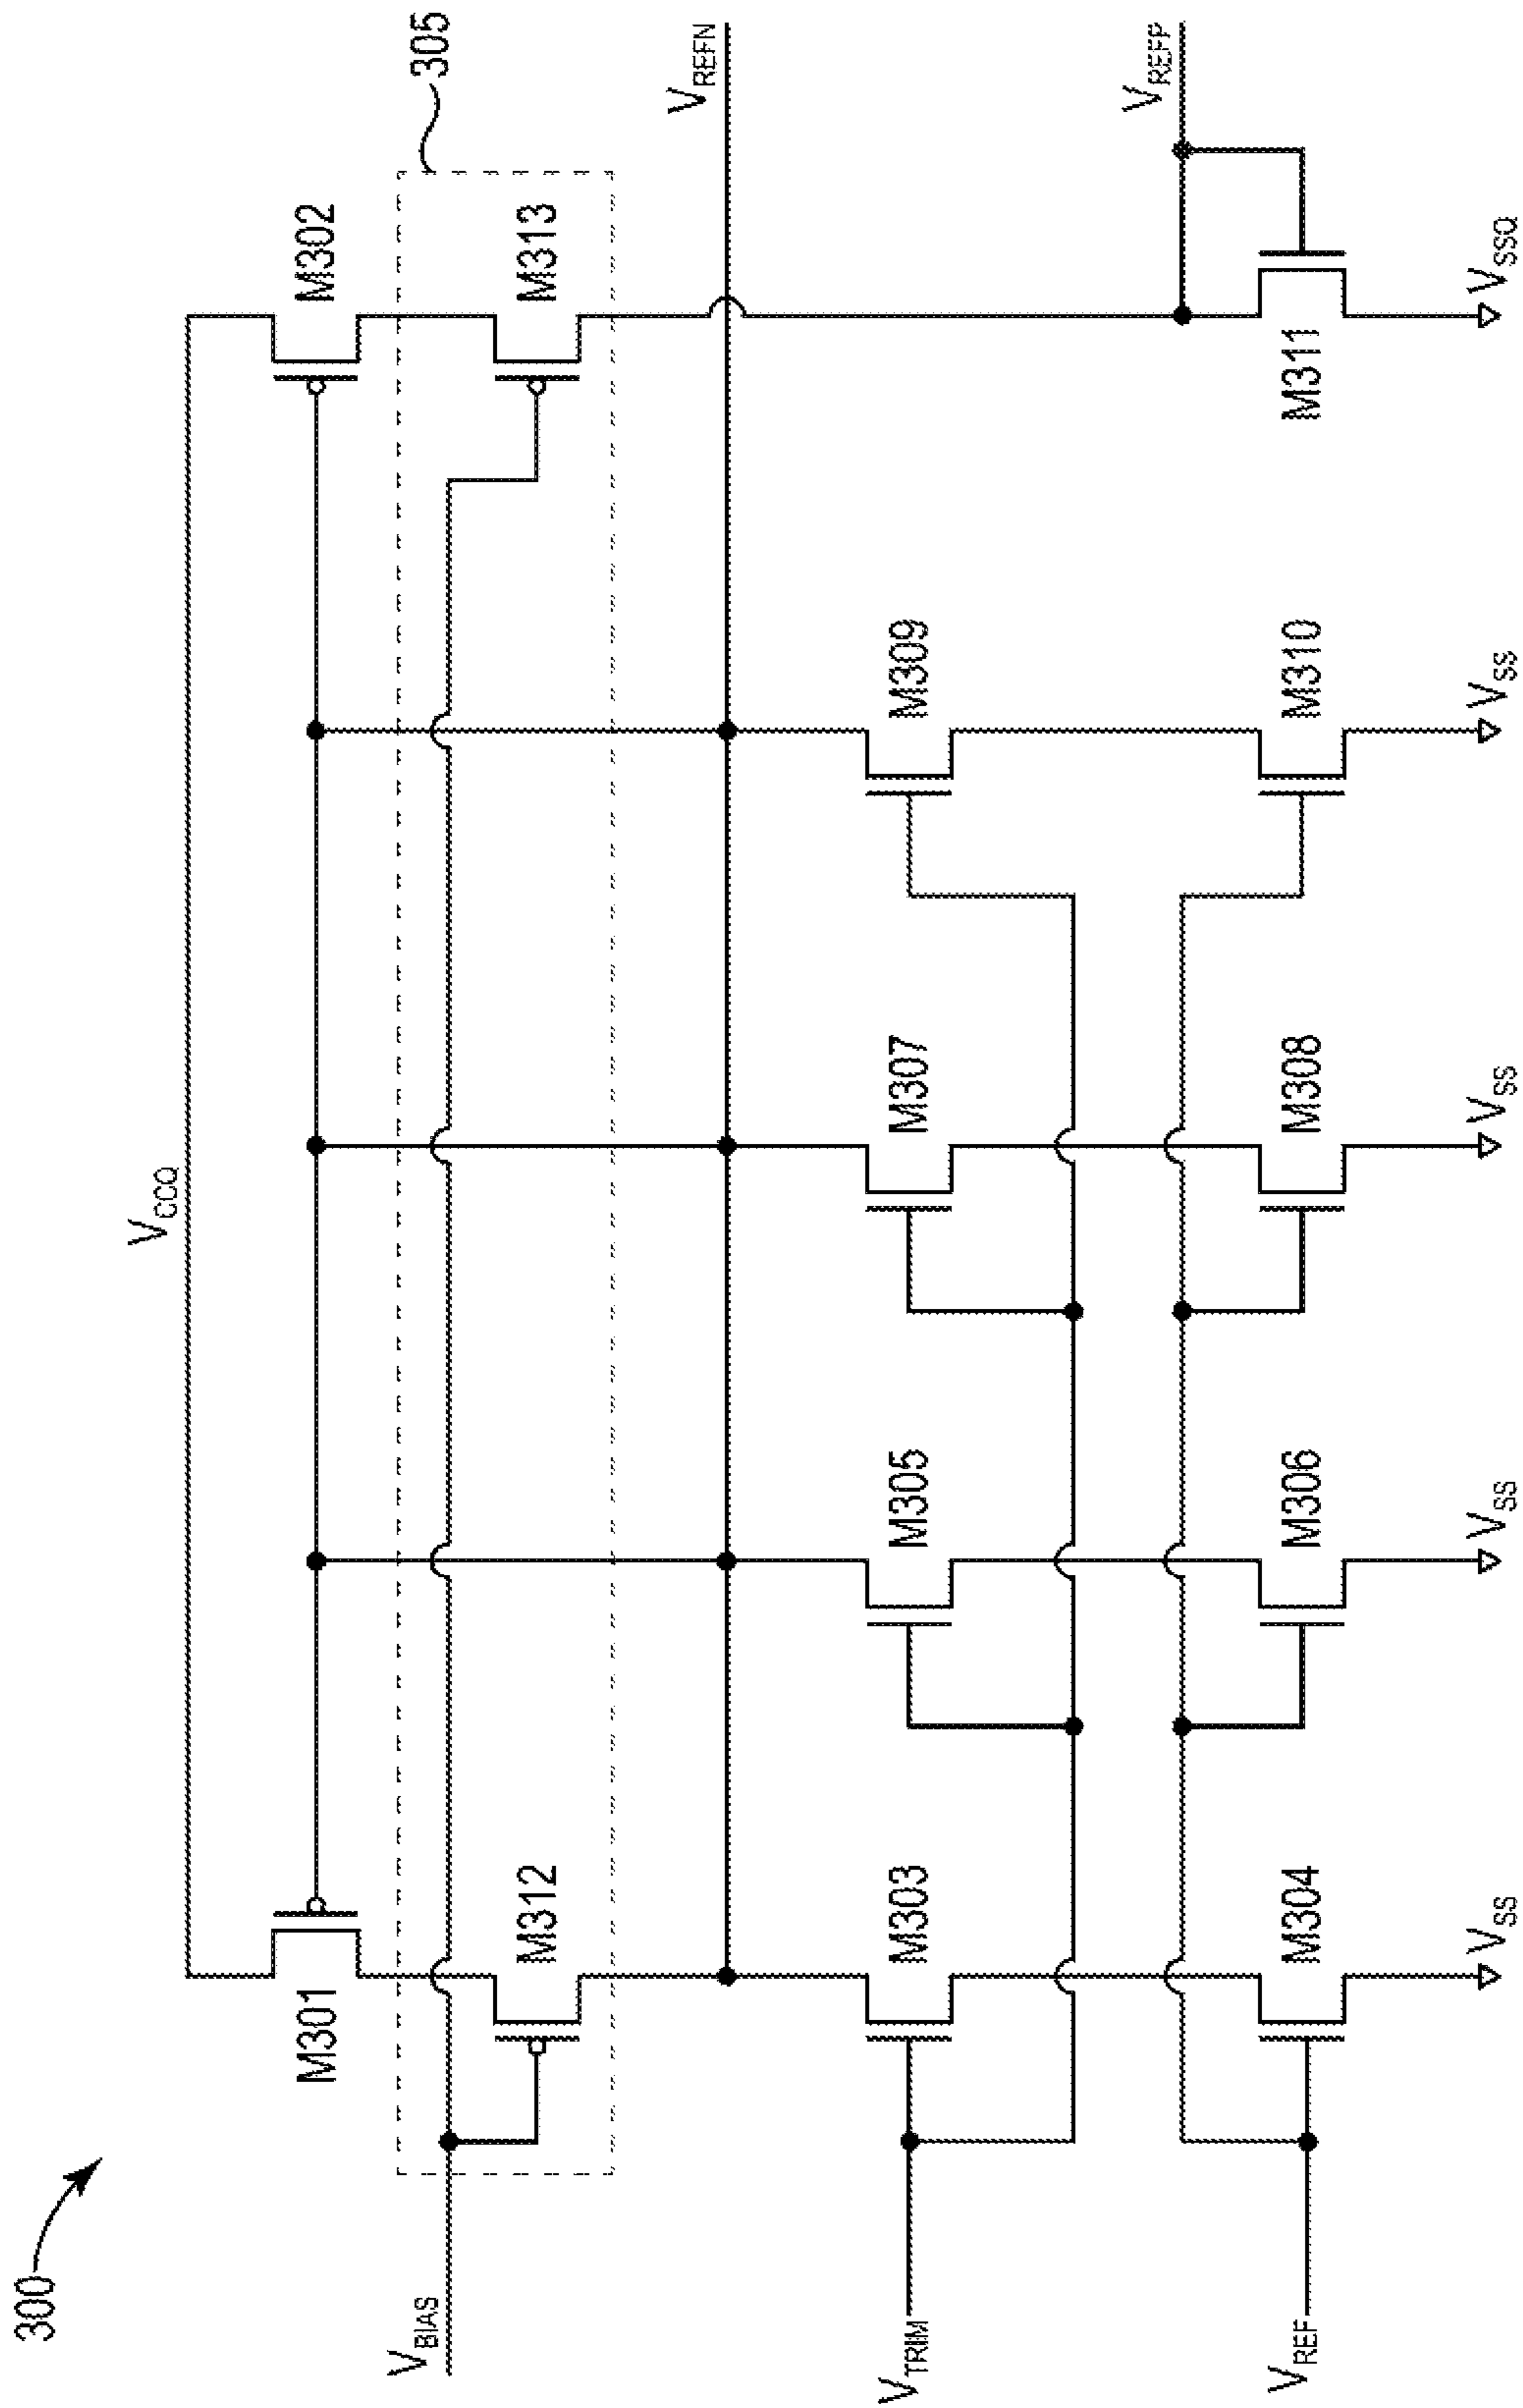 300
305
V_CCQ
M301
M302
V_BIAS
M312
M313
V_REFN
V_TRIM
M303
M305
M307
M309
V_REFP
V_REF
M304
M306
M308
M310
M311
V_SS
V_SS
V_SS
V_SS
V_SSQ